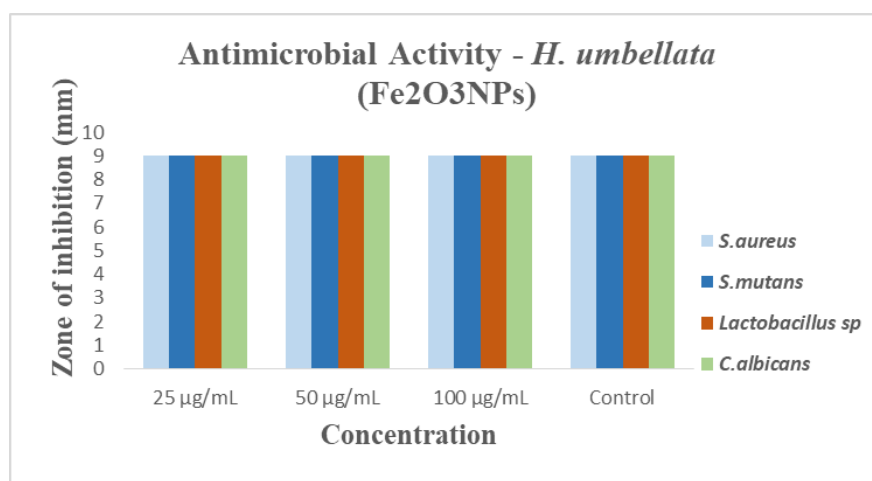 Antimicrobial Activity - H. umbellata
(Fe2O3NPs)
Zone of inhibition (mm)
10
9
8
7
6
5
4
3
2
1
0
25 µg/mL
50 µg/mL
100 µg/mL
Control
Concentration
S.aureus
S.mutans
Lactobacillus sp
C.albicans